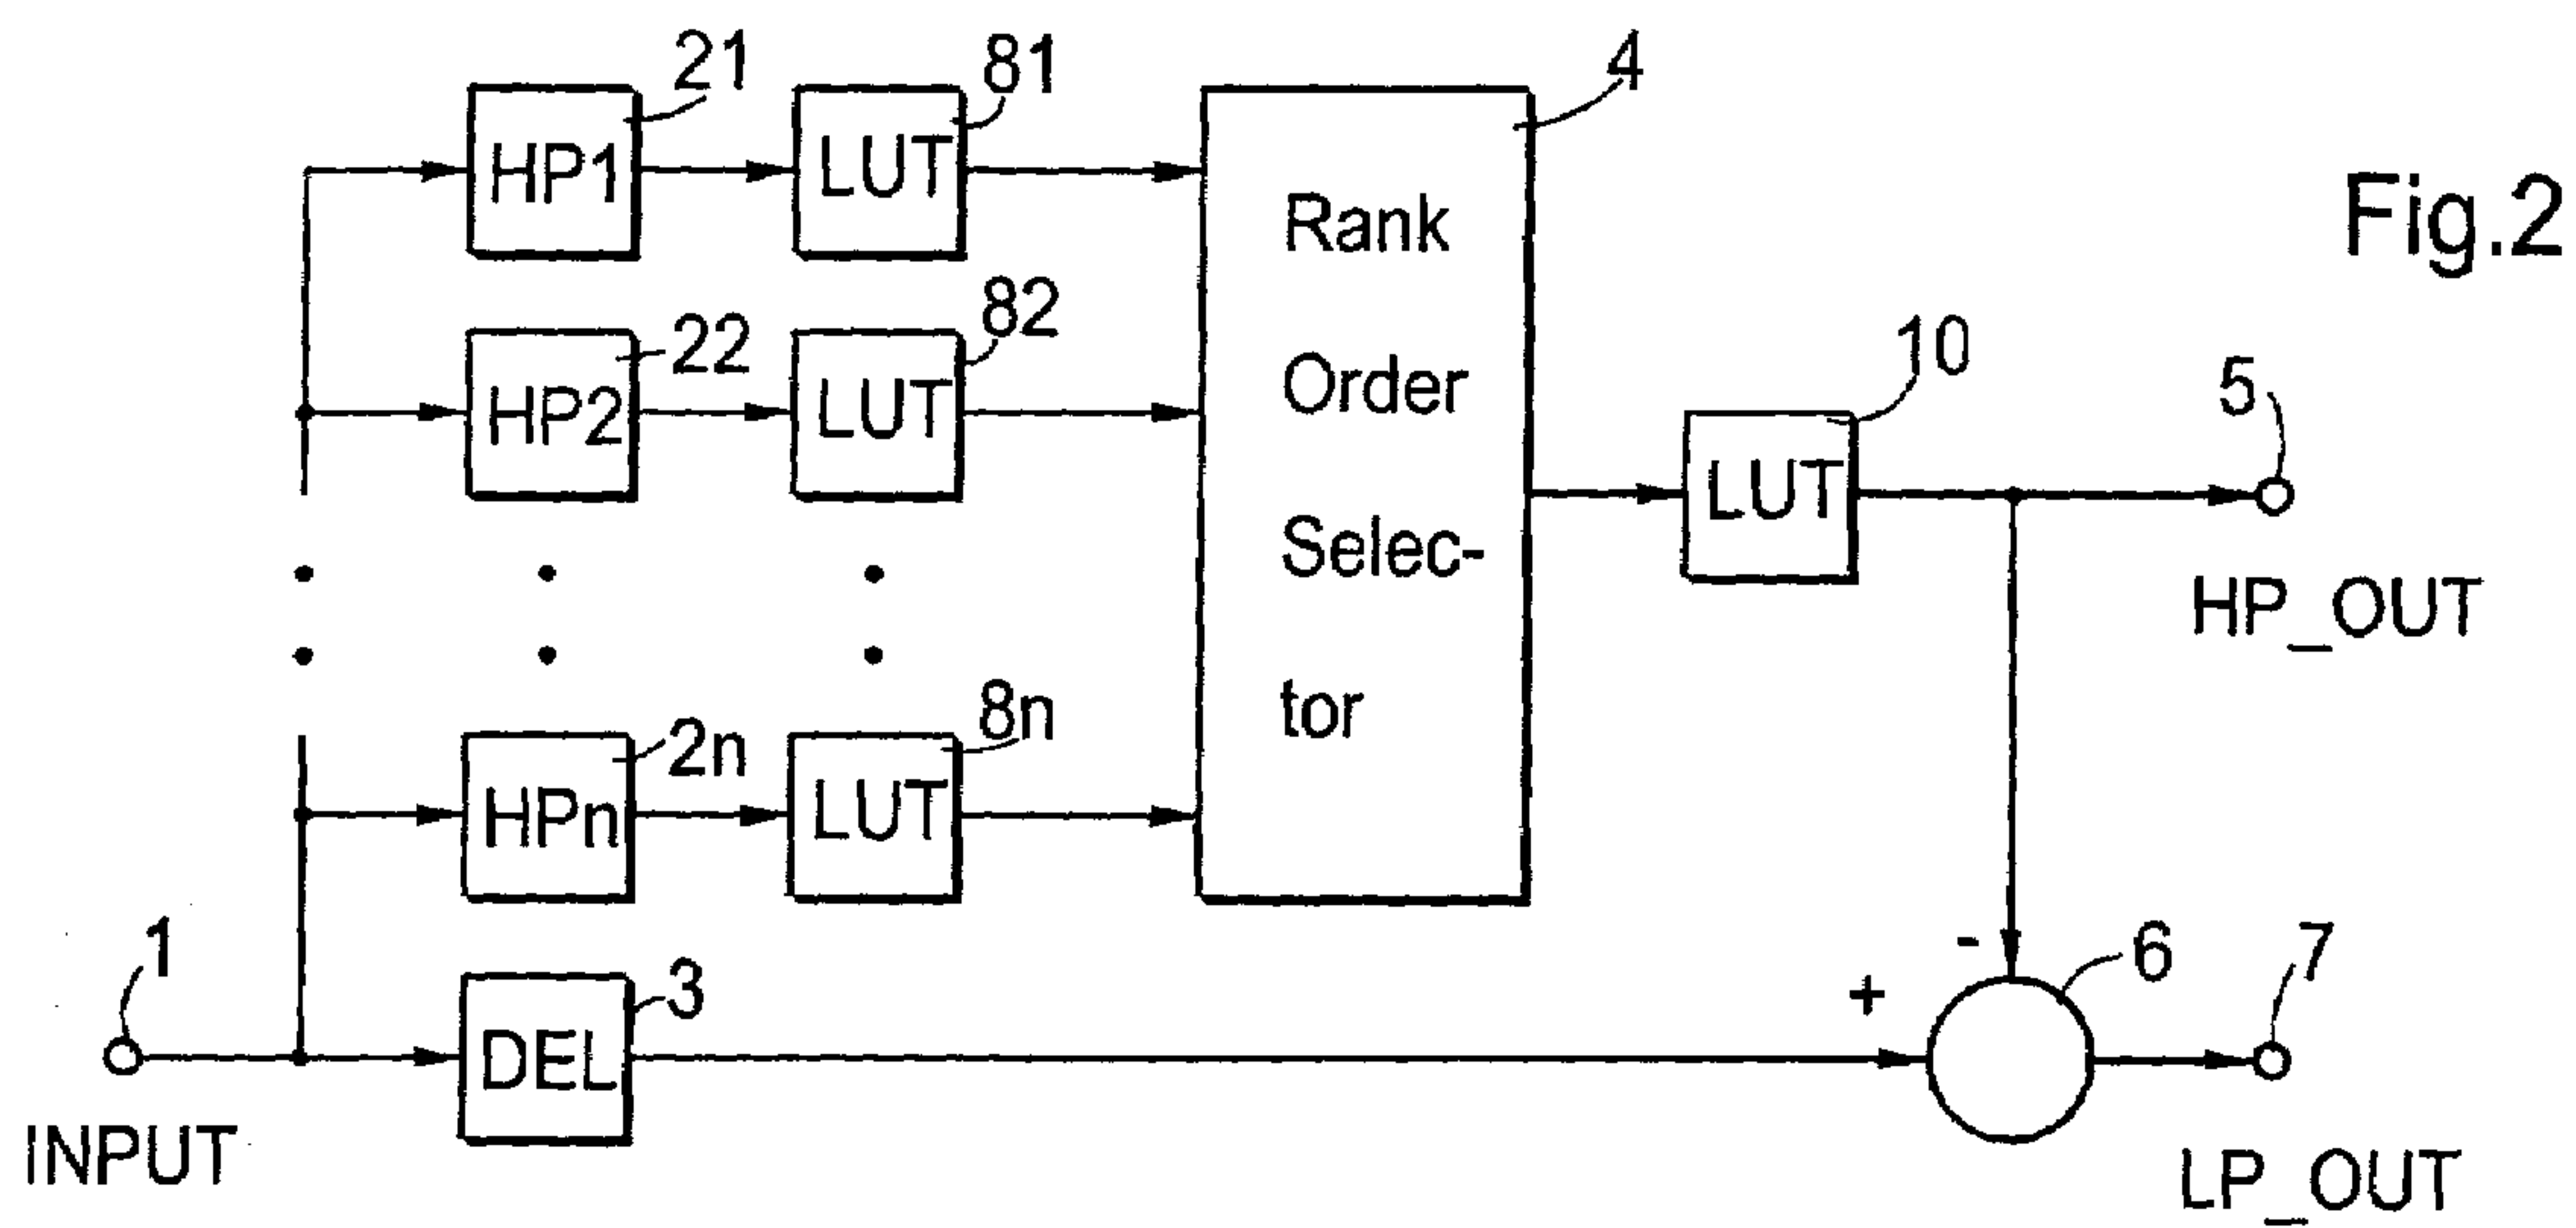 21
81
4
HP1
LUT
Rank
Fig.2
22
82
HP2
LUT
Order
10
5
LUT
Selec-
HP_OUT
2n
8n
HPn
LUT
tor
1
3
-
6
7
+
DEL
INPUT
LP_OUT